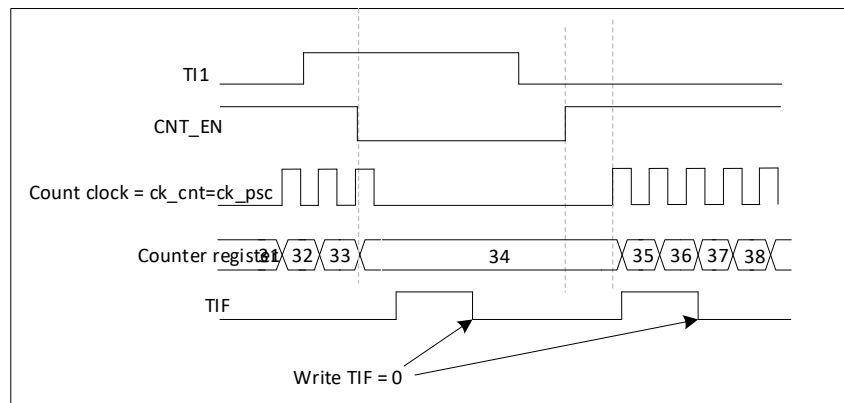 TI1
CNT_EN
Count clock = ck_cnt=ck_psc
Counter register 31 32 33 34 35 36 37 38
TIF
Write TIF = 0